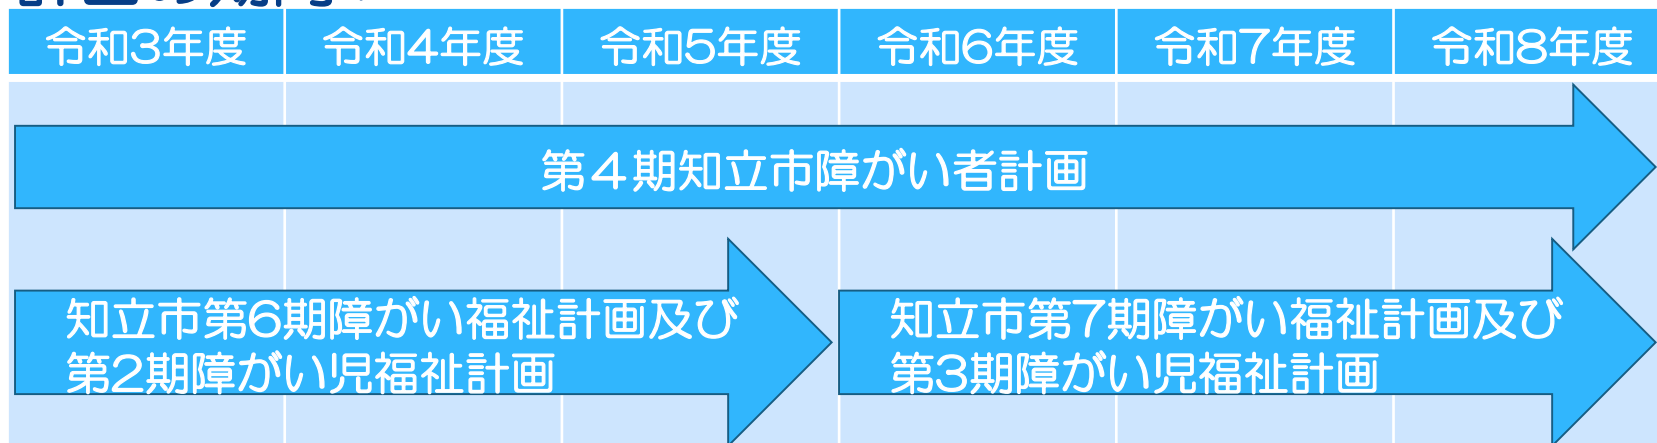 令和3年度 令和4年度 令和5年度 令和6年度 令和7年度 令和8年度
第４期知立市障がい者計画
知立市第6期障がい福祉計画及び
第2期障がい児福祉計画
知立市第7期障がい福祉計画及び
第3期障がい児福祉計画